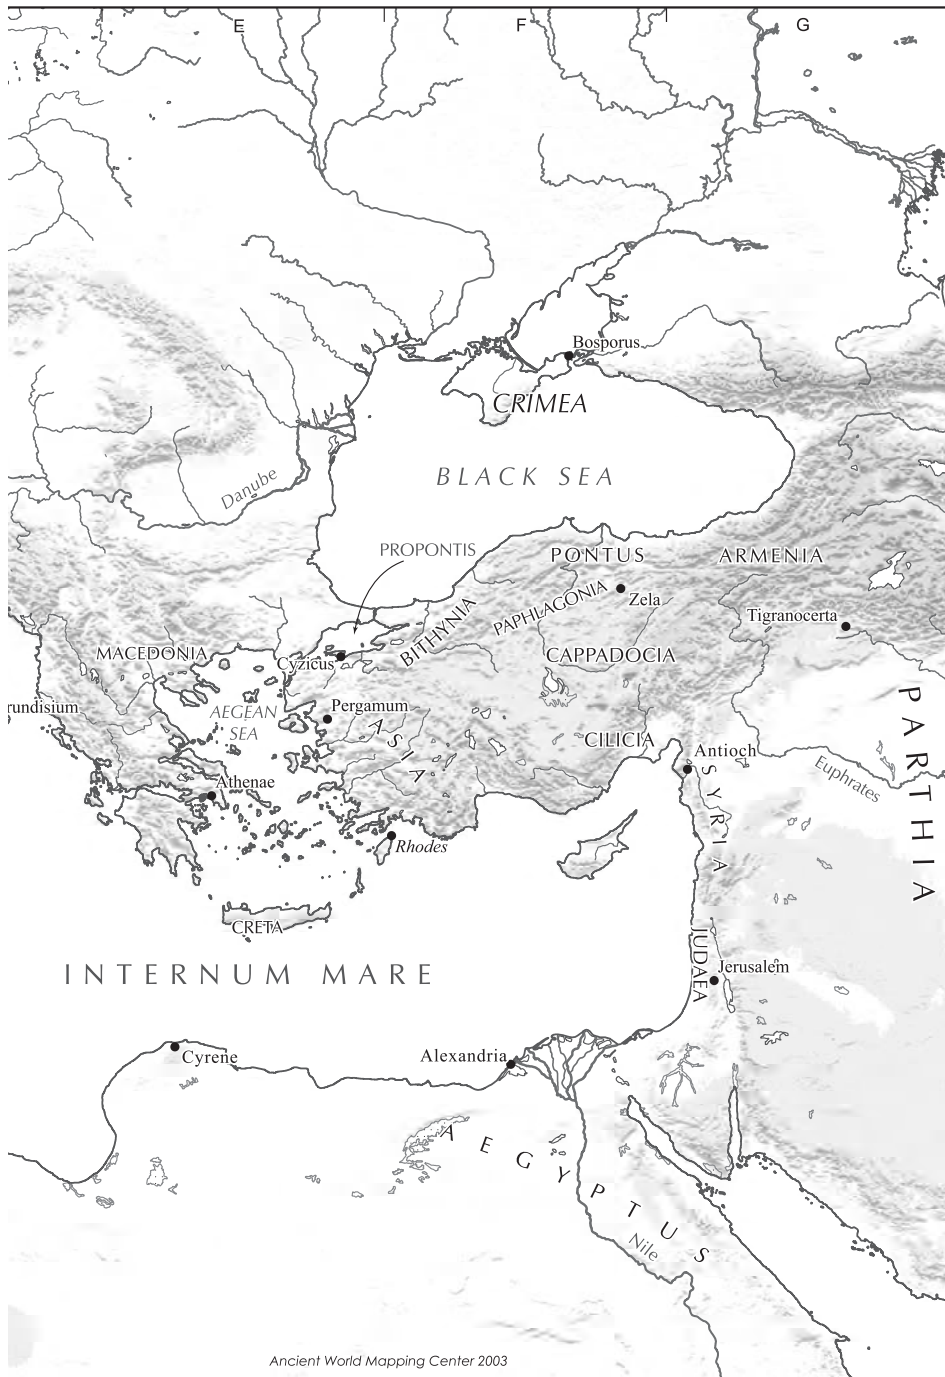 E F G
Bosporus
CRIMEA
BLACK SEA
Danube
PROPONTIS
PONTUS
ARMENIA
PAPHLAGONIA
Zela
BITHYNIA
Tigranocerta
MACEDONIA
Cyzicus
CAPPADOCIA
rundisium
AEGEAN
SEA
Pergamum
ASIA
CILICIA
Antioch
PARTHIA
Euphrates
SYRIA
Athenae
Rhodes
CRETA
INTERNUM MARE
JUDAEA
Jerusalem
Cyrene
Alexandria
AEGYPTUS
Nile
Ancient World Mapping Center 2003